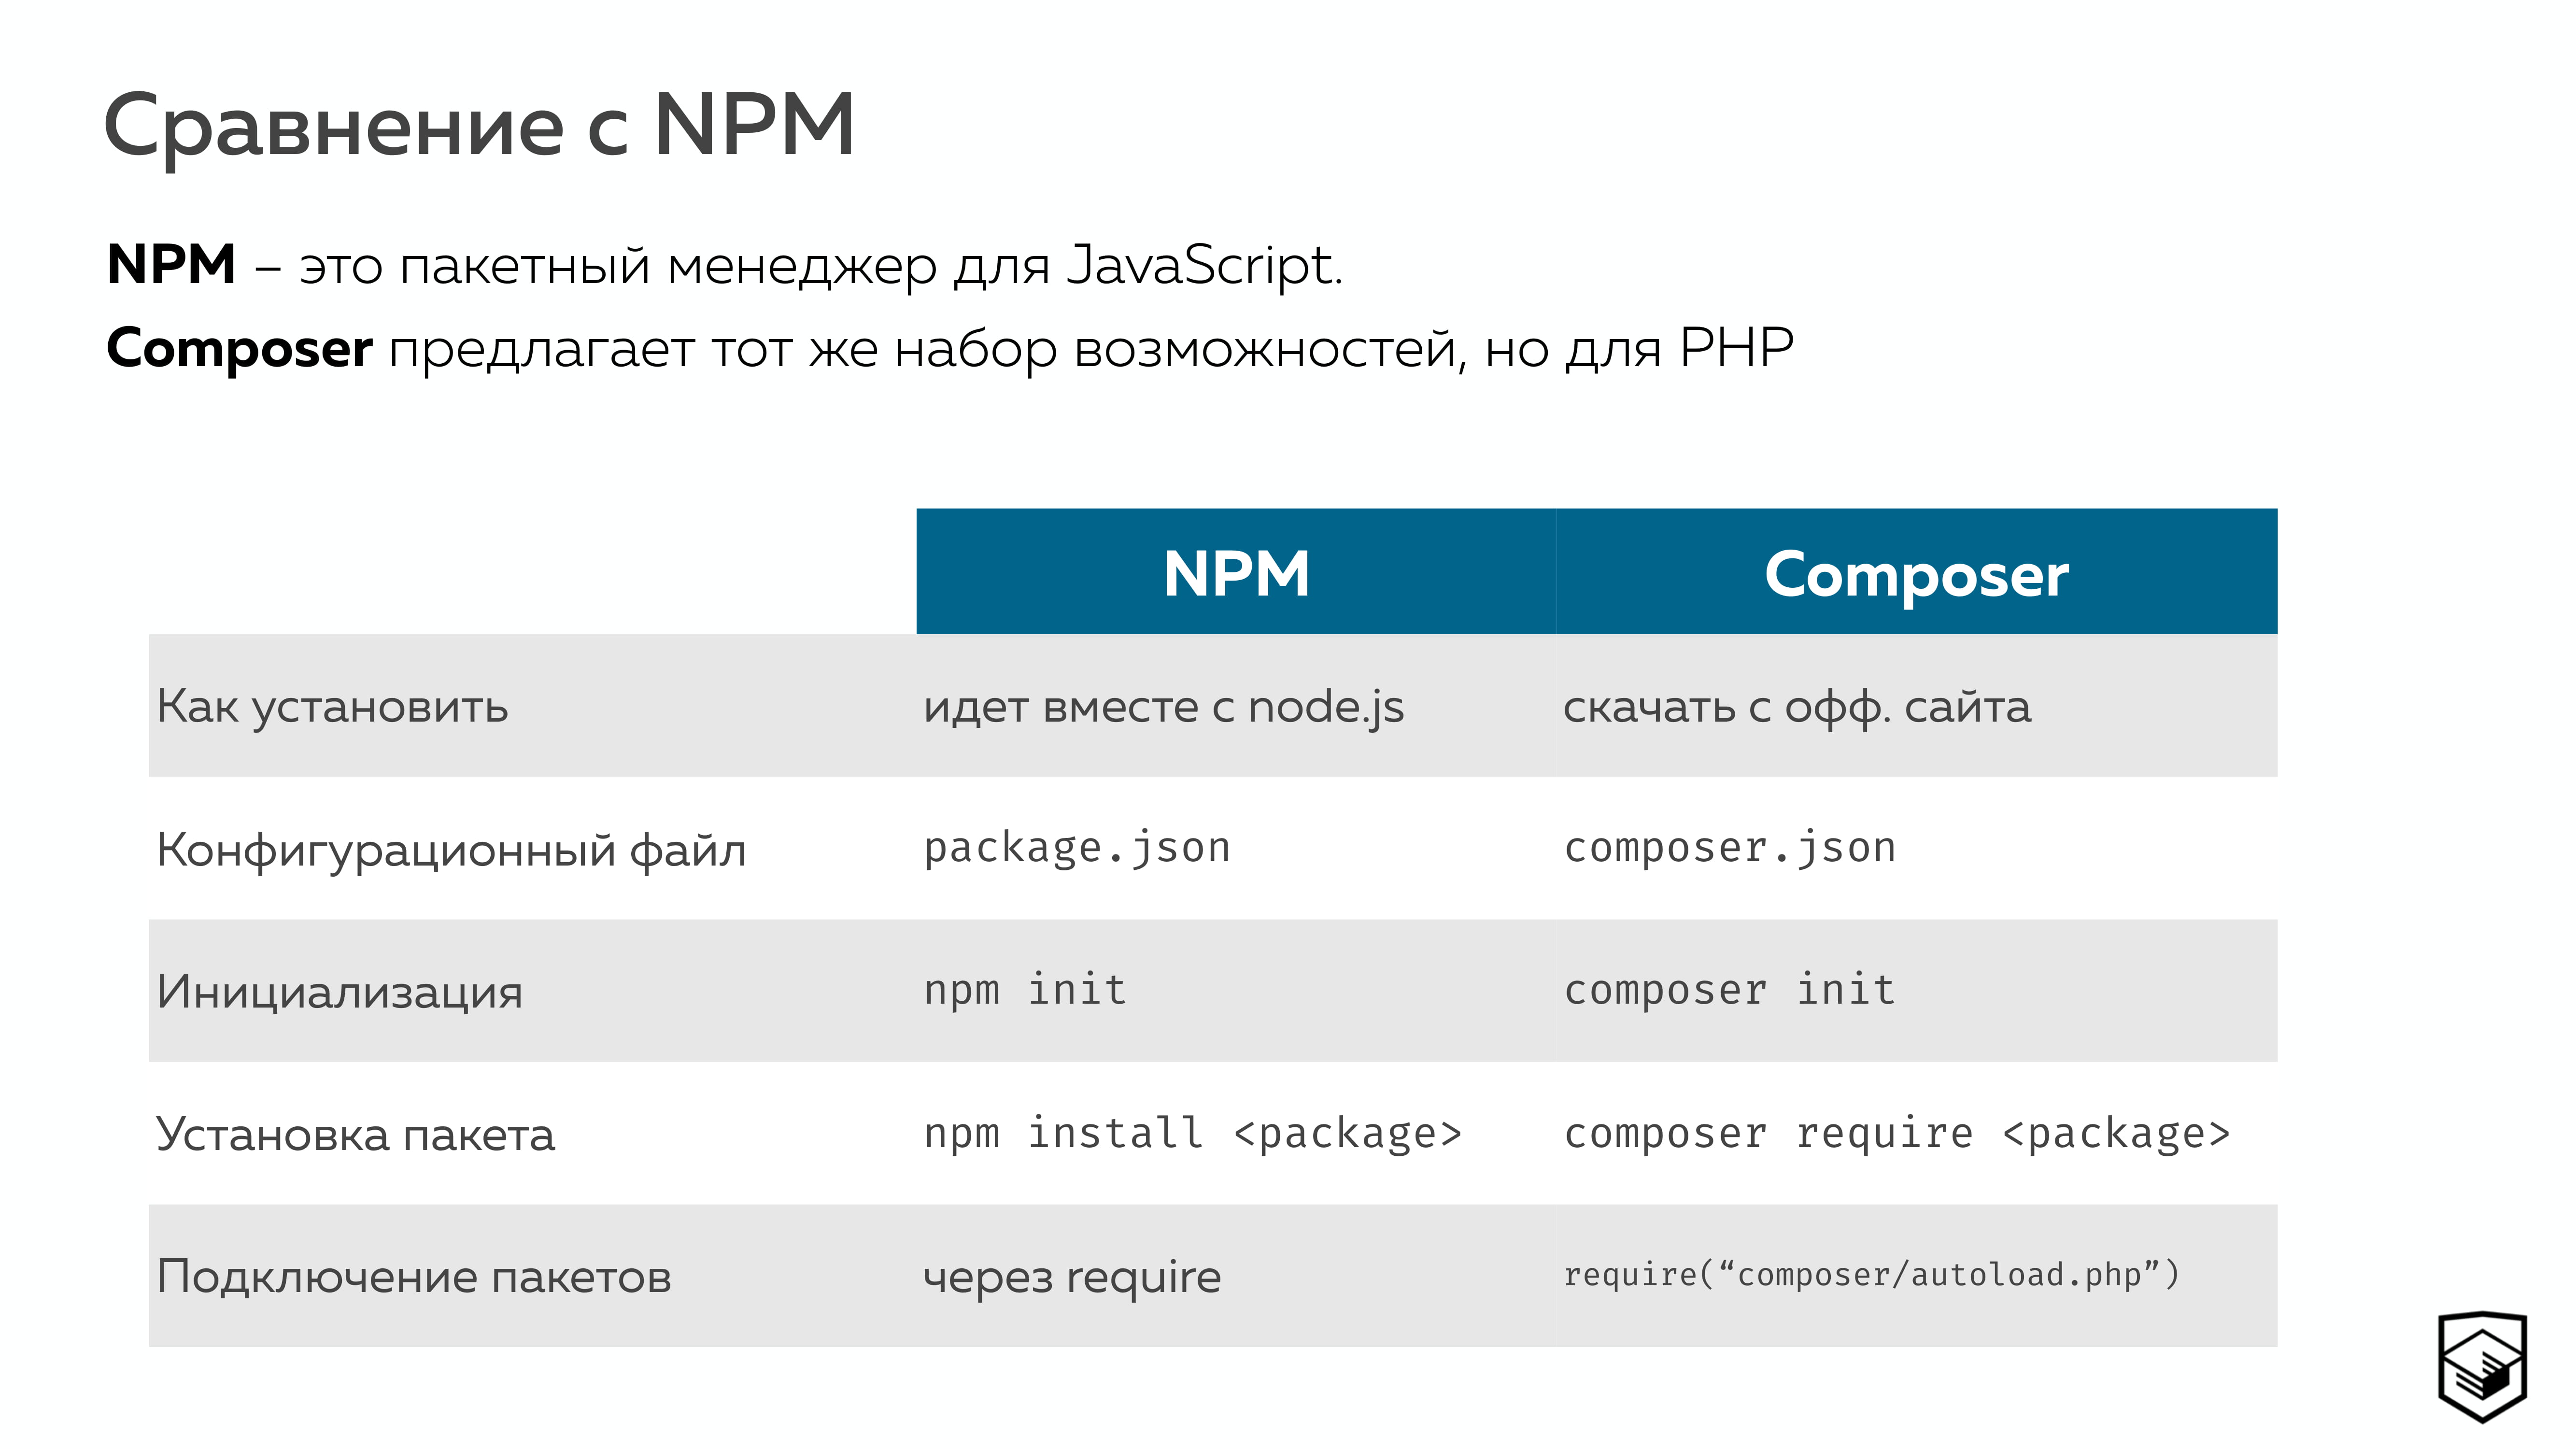 Сравнение с NPM
NPM – это пакетный менеджер для JavaScript.
Composer предлагает тот же набор возможностей, но для PHP
NPM Composer
Как установить идет вместе с node.js скачать с офф. сайта
Конфигурационный файл package.json composer.json
Инициализация npm init composer init
Установка пакета npm install <package> composer require <package>
Подключение пакетов через require require(“composer/autoload.php”)